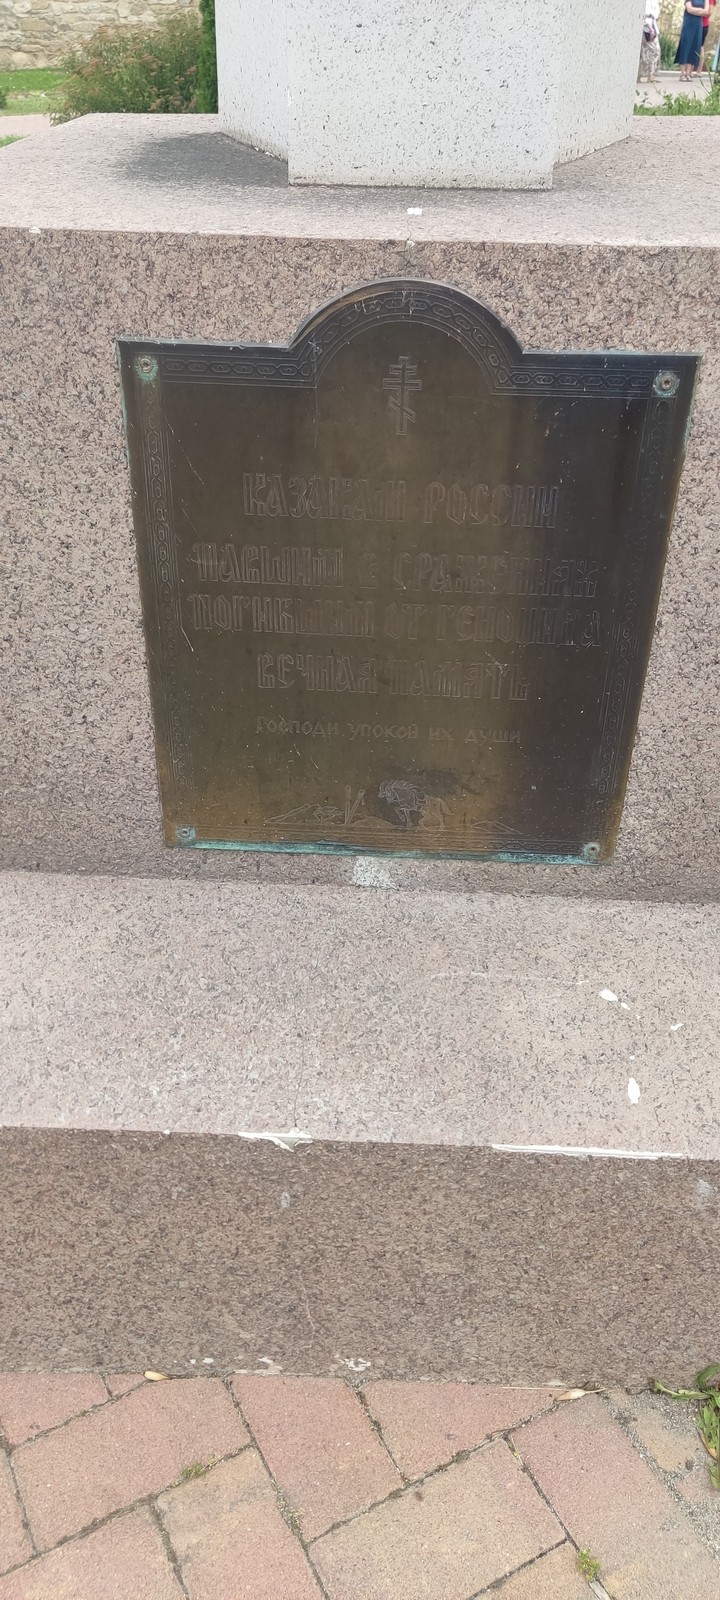 КАЗАКАМ РОССИИ
ПАВШИМ В СРАЖЕНИЯХ
ПОГИБШИМ ОТ ГЕНОЦИДА
ВЕЧНАЯ ПАМЯТЬ
Господи упокой их души